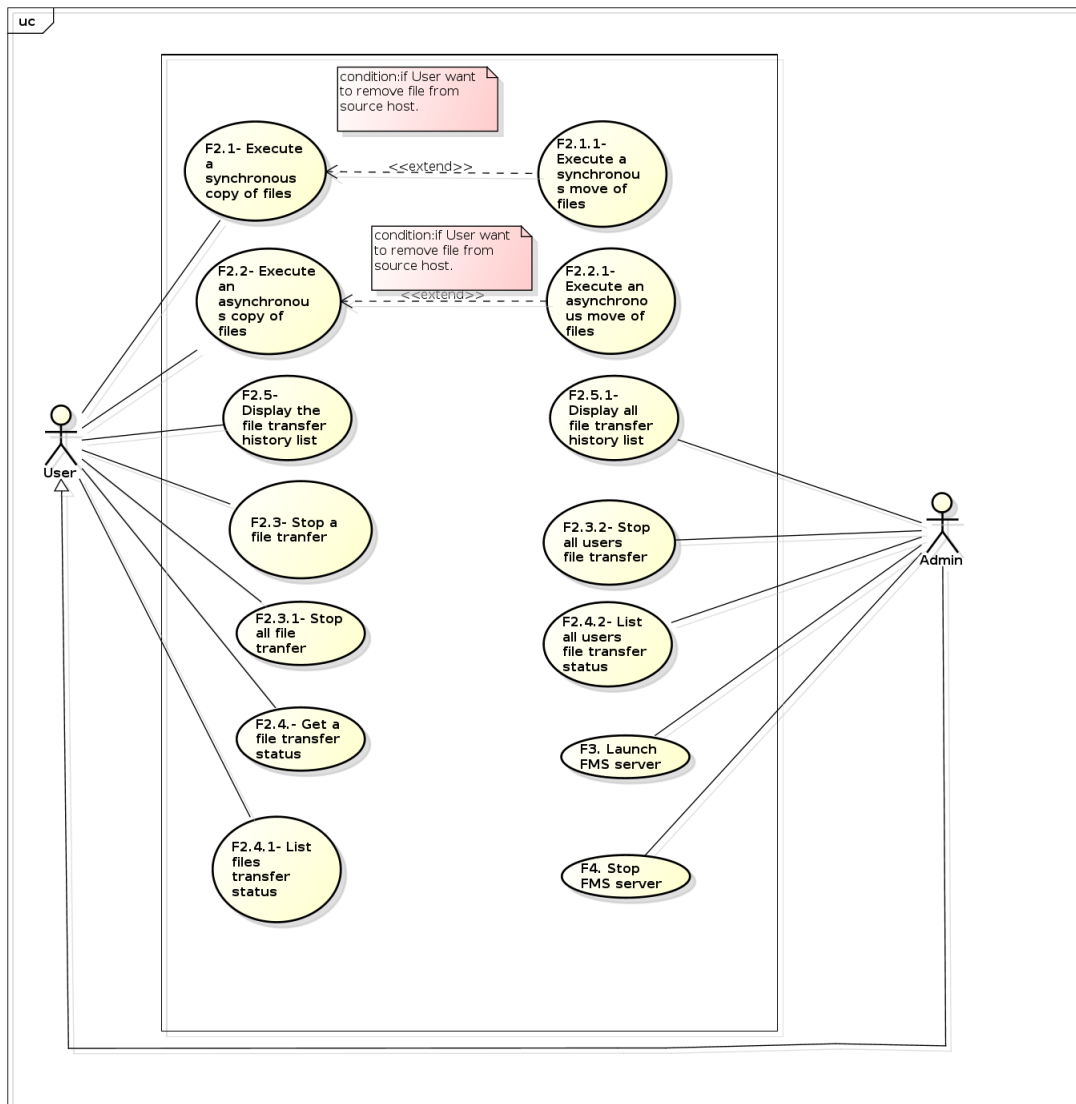 uc
condition:if User want
to remove file from
source host.
F2.1- Execute
a
synchronous
copy of files
<<extend>>
F2.1.1-
Execute a
synchronou
s move of
files
condition:if User want
to remove file from
source host.
F2.2- Execute
an
asynchronou
s copy of
files
<<extend>>
F2.2.1-
Execute an
asynchrono
us move of
files
F2.5-
Display the
file transfer
history list
F2.5.1-
Display all
file transfer
history list
User
F2.3- Stop a
file tranfer
F2.3.2- Stop
all users
file transfer
Admin
F2.3.1- Stop
all file
tranfer
F2.4.2- List
all users
file transfer
status
F2.4.- Get a
file transfer
status
F3. Launch
FMS server
F2.4.1- List
files
transfer
status
F4. Stop
FMS server